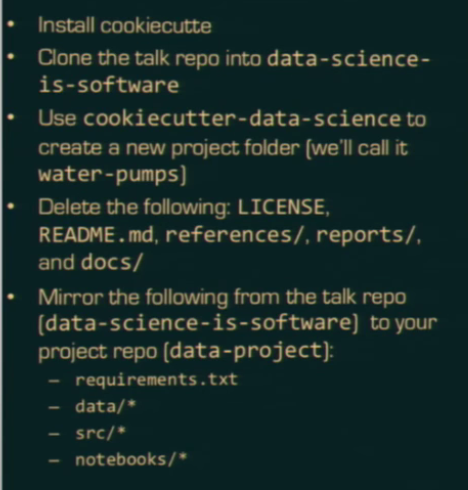 • Install cookiecutte
• Clone the talk repo into data-science-
is-software
• Use cookiecutter-data-science to
create a new project folder (we'll call it
water-pumps)
• Delete the following: LICENSE,
README.md, references/, reports/,
and docs/
• Mirror the following from the talk repo
(data-science-is-software) to your
project repo (data-project):
– requirements.txt
– data/*
– src/*
– notebooks/*